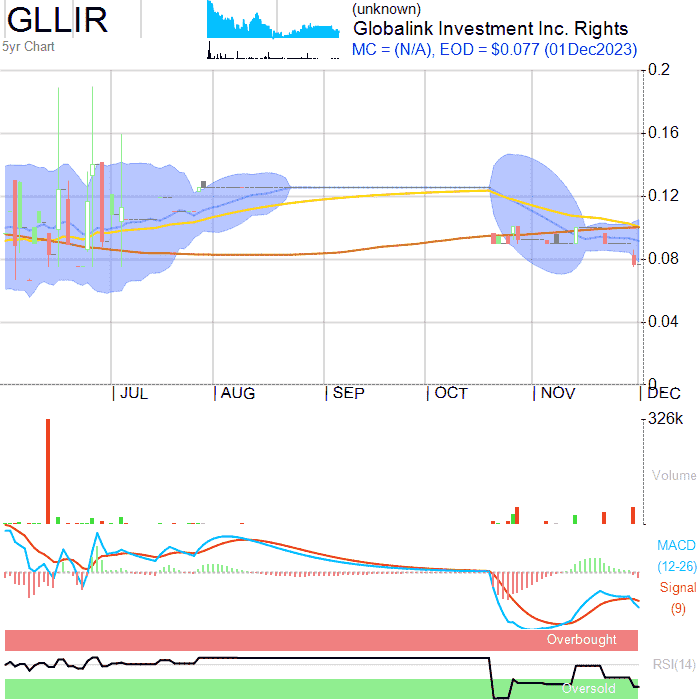 GLLIR
5yr Chart
(unknown)
Globalink Investment Inc. Rights
MC = (N/A), EOD = $0.077 (01Dec2023)
0.2
0.16
0.12
0.08
0.04
0
JUL AUG SEP OCT NOV DEC
326k
Volume
MACD
(12-26)
Signal
(9)
Overbought
RSI(14)
Oversold